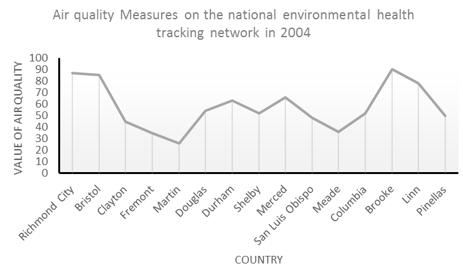 Air quality Measures on the national environmental health
tracking network in 2004
VALUE OF AIR QUALITY
100
90
80
70
60
50
40
30
20
10
0
Richmond City
Bristol
Clayton
Fremont
Martin
Douglas
Durham
Shelby
Merced
San Luis Obispo
Meade
Columbia
Brooke
Linn
Pinellas
COUNTRY